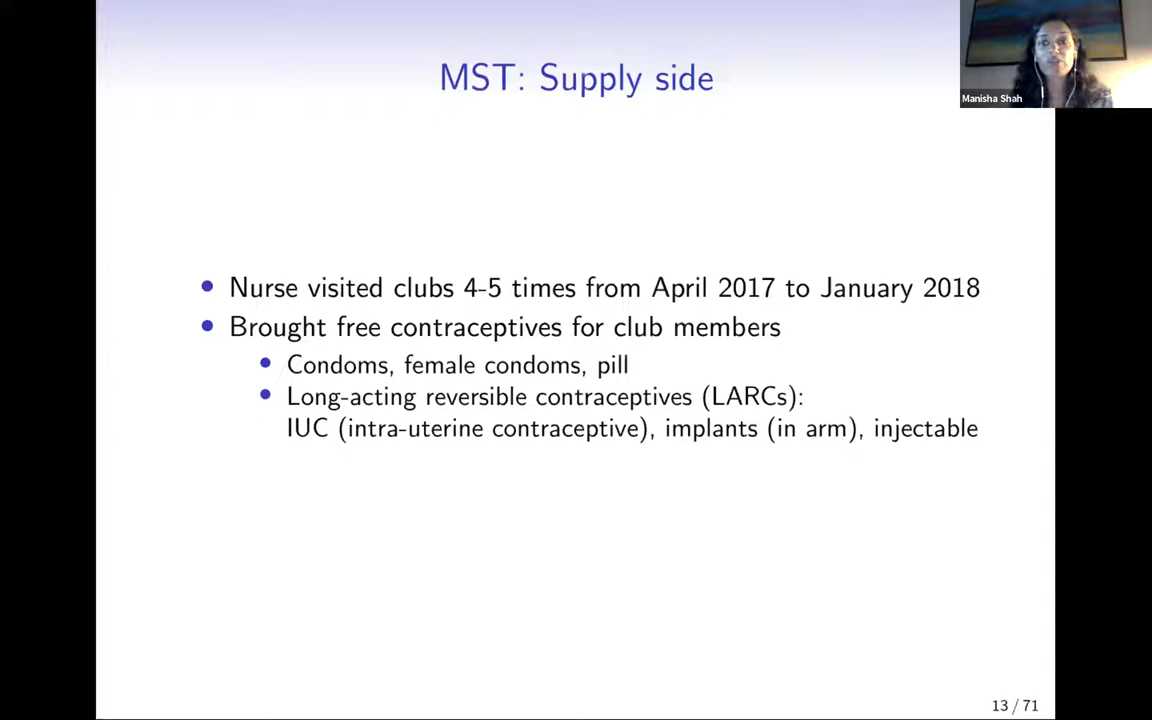 MST: Supply side
Manisha Shah
• Nurse visited clubs 4-5 times from April 2017 to January 2018
• Brought free contraceptives for club members
• Condoms, female condoms, pill
• Long-acting reversible contraceptives (LARCs):
IUC (intra-uterine contraceptive), implants (in arm), injectable
13 / 71